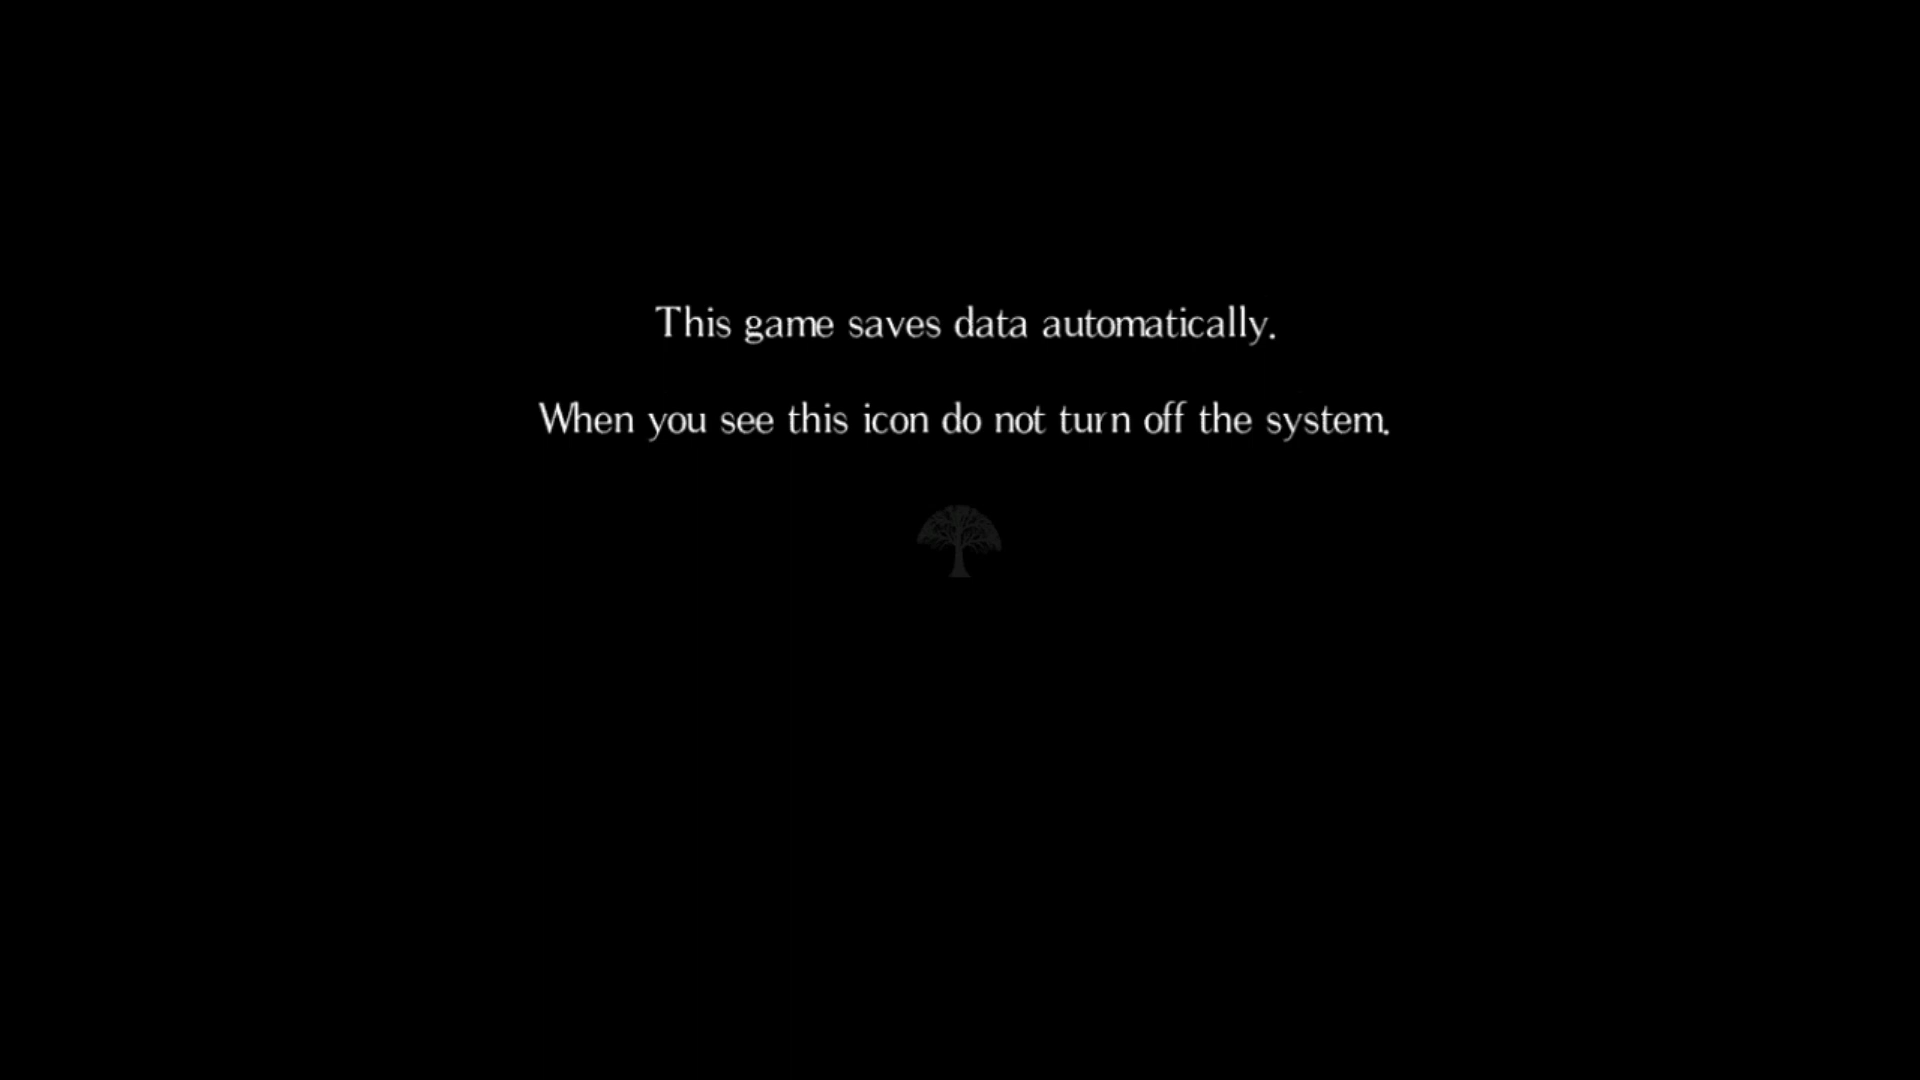 This game saves data automatically.
When you see this icon do not turn off the system.